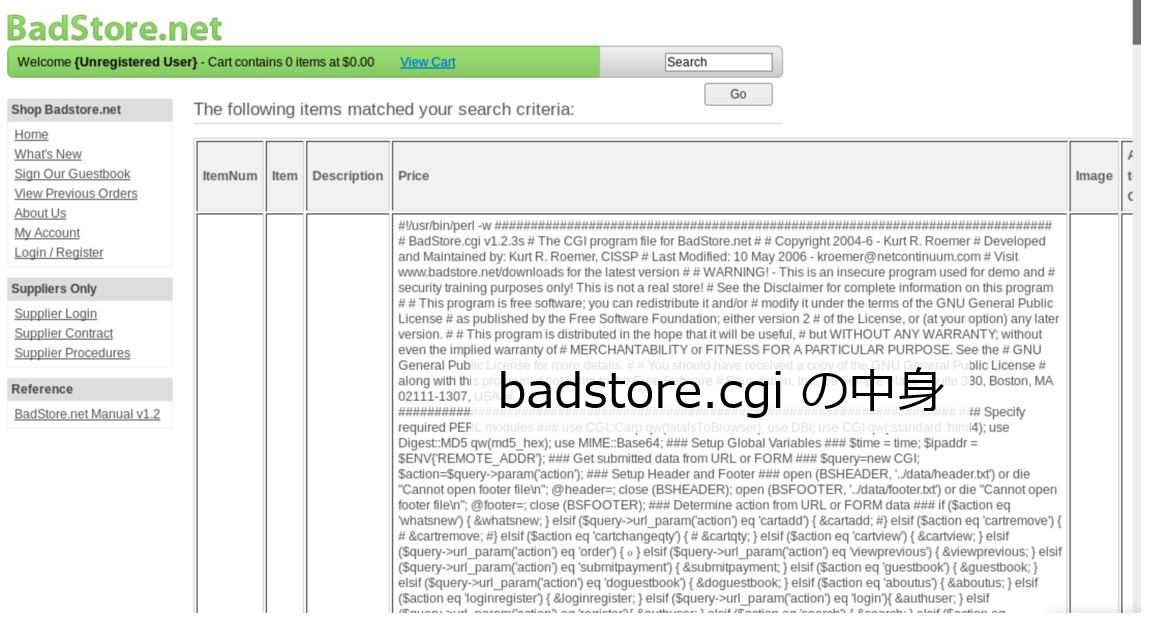 BadStore.net
Welcome {Unregistered User} - Cart contains 0 items at $0.00 View Cart Search
Go
Shop Badstore.net
Home
What's New
Sign Our Guestbook
View Previous Orders
About Us
My Account
Login / Register
Suppliers Only
Supplier Login
Supplier Contract
Supplier Procedures
Reference
BadStore.net Manual v1.2
The following items matched your search criteria:
ItemNum Item Description Price Image
#!/usr/bin/perl -w ###############################################################################
# BadStore.cgi v1.2.3s # The CGI program file for BadStore.net # # Copyright 2004-6 - Kurt R. Roemer # Developed
and Maintained by: Kurt R. Roemer, CISSP # Last Modified: 10 May 2006 - kroemer@netcontinuum.com # Visit
www.badstore.net/downloads for the latest version # # WARNING! - This is an insecure program used for demo and #
security training purposes only! This is not a real store! # See the Disclaimer for complete information on this program
# # This program is free software; you can redistribute it and/or # modify it under the terms of the GNU General Public
License # as published by the Free Software Foundation; either version 2 # of the License, or (at your option) any later
version. # # This program is distributed in the hope that it will be useful, # but WITHOUT ANY WARRANTY; without
even the implied warranty of # MERCHANTABILITY or FITNESS FOR A PARTICULAR PURPOSE. See the # GNU
General Public License for more details. # # You should have received a copy of the GNU General Public License #
along with this 330, Boston, MA
badstore.cgi の中身
02111-1307, USA
########## ### Specify
required PERL modules ### use CGI::Carp qw(fatalsToBrowser); use DBI; use CGI qw(:standard :html4); use
Digest::MD5 qw(md5_hex); use MIME::Base64; ### Setup Global Variables ### $time = time; $ipaddr =
$ENV{'REMOTE_ADDR'}; ### Get submitted data from URL or FORM ### $query=new CGI;
$action=$query->param('action'); ### Setup Header and Footer ### open (BSHEADER, '../data/header.txt') or die
"Cannot open footer file\n"; @header=; close (BSHEADER); open (BSFOOTER, '../data/footer.txt') or die "Cannot open
footer file\n"; @footer=; close (BSFOOTER); ### Determine action from URL or FORM data ### if ($action eq
'whatsnew') { &whatsnew; } elsif ($query->url_param('action') eq 'cartadd') { &cartadd; #} elsif ($action eq 'cartremove') {
# &cartremove; #} elsif ($action eq 'cartchangeqty') { # &cartqty; } elsif ($action eq 'cartview') { &cartview; } elsif
($query->url_param('action') eq 'order') { ℴ } elsif ($query->url_param('action') eq 'viewprevious') { &viewprevious; } elsif
($query->url_param('action') eq 'submitpayment') { &submitpayment; } elsif ($action eq 'guestbook') { &guestbook; }
elsif ($query->url_param('action') eq 'doguestbook') { &doguestbook; } elsif ($action eq 'aboutus') { &aboutus; } elsif
($action eq 'loginregister') { &loginregister; } elsif ($query->url_param('action') eq 'login'){ &authuser; } elsif
($query->url_param('action') eq 'register'){ &authuser; } elsif ($action eq 'search') { &search; } elsif ($action eq